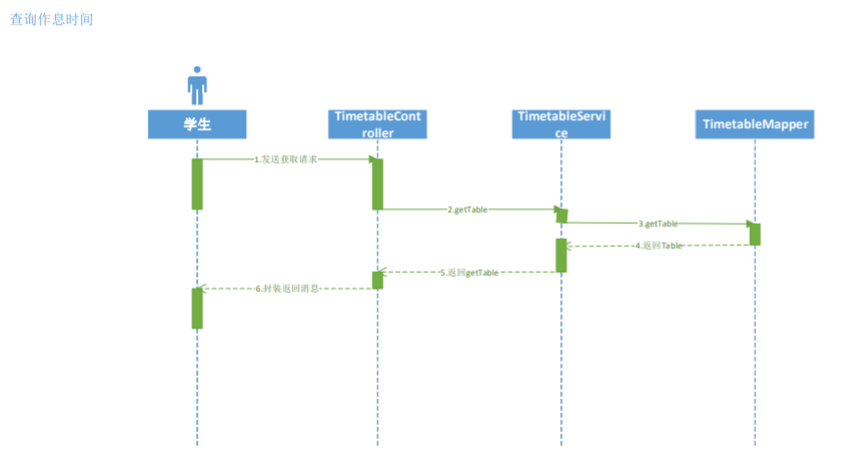 查询作息时间
学生
TimetableCont
roller
TimetableServi
ce
TimetableMapper
1.发送获取请求
2.getTable
3.getTable
4.返回Table
5.返回getTable
6.封装返回消息